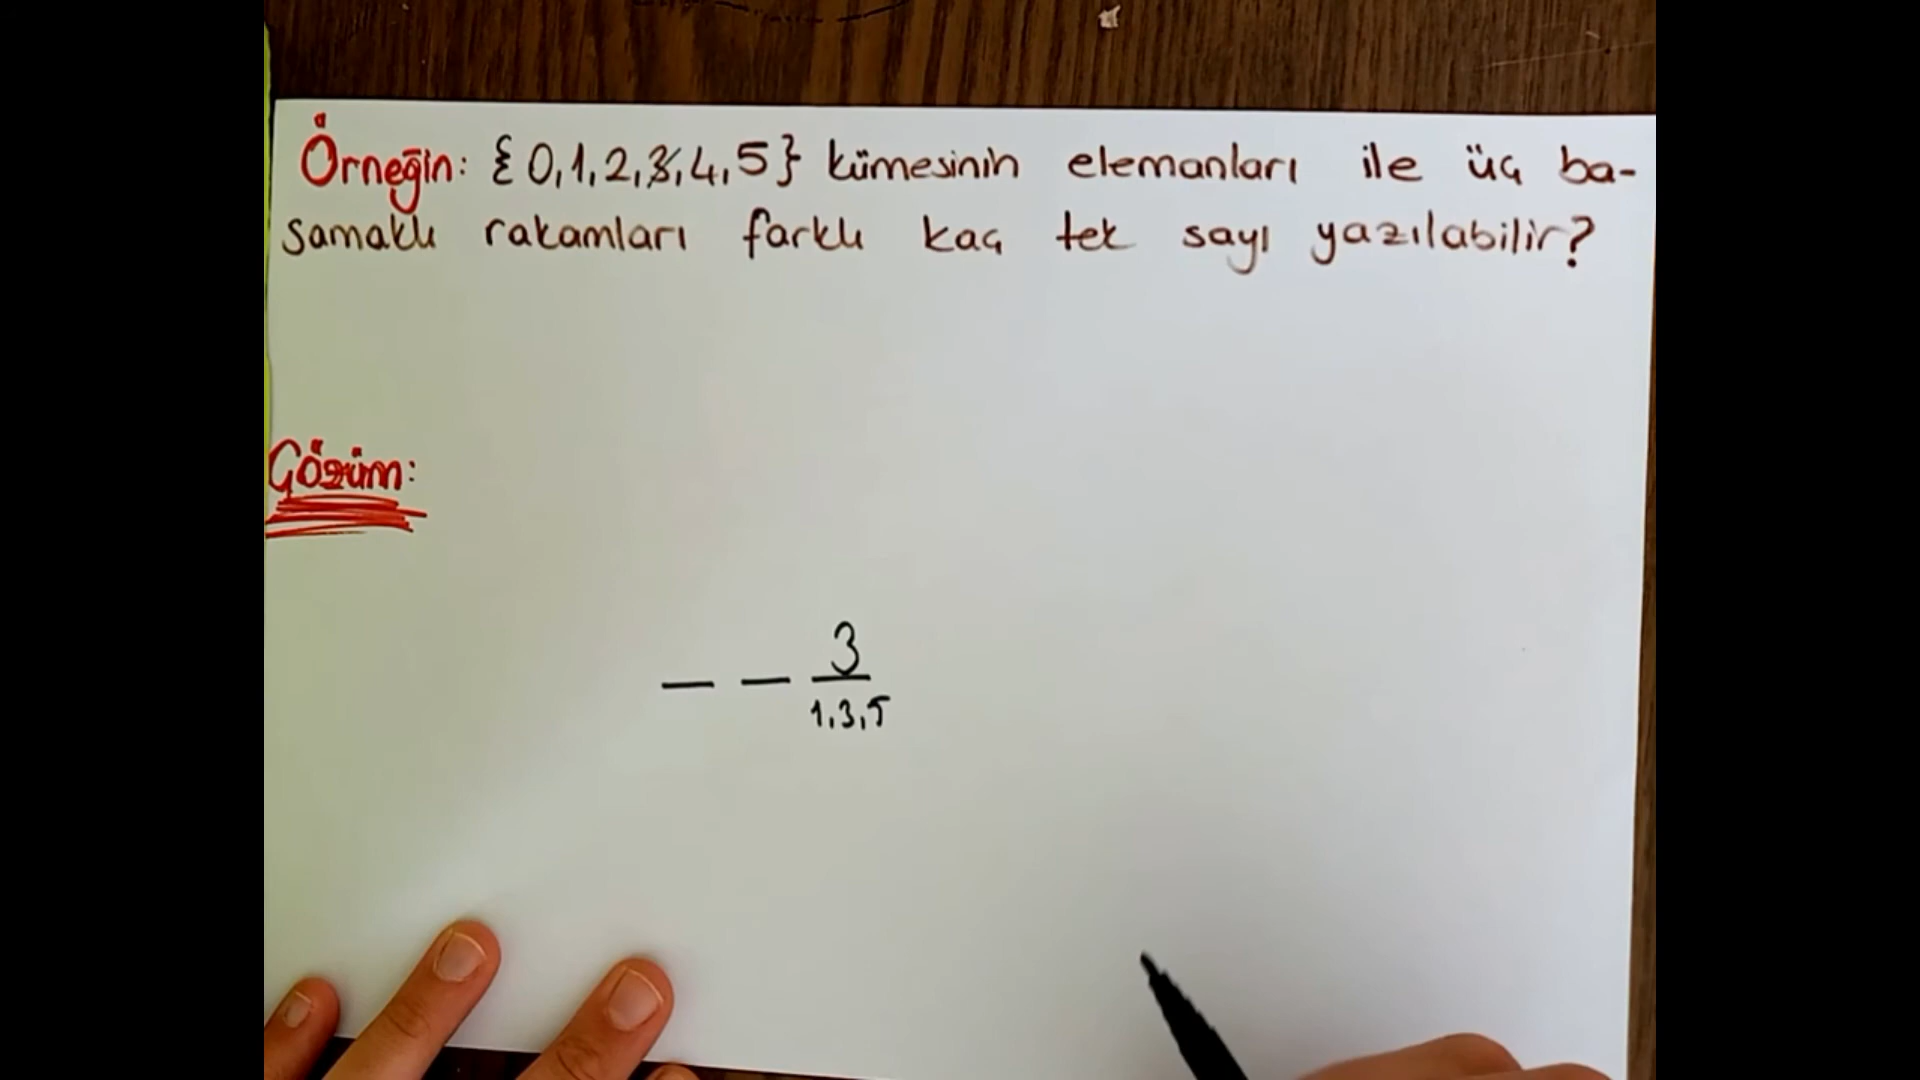 Örneğin: {0,1,2,3,4,5} kümesinin elemanları ile üç ba-
samaklı rakamları farklı kaç tek sayı yazılabilir?
Çözüm:
_ _ 3
1,3,5